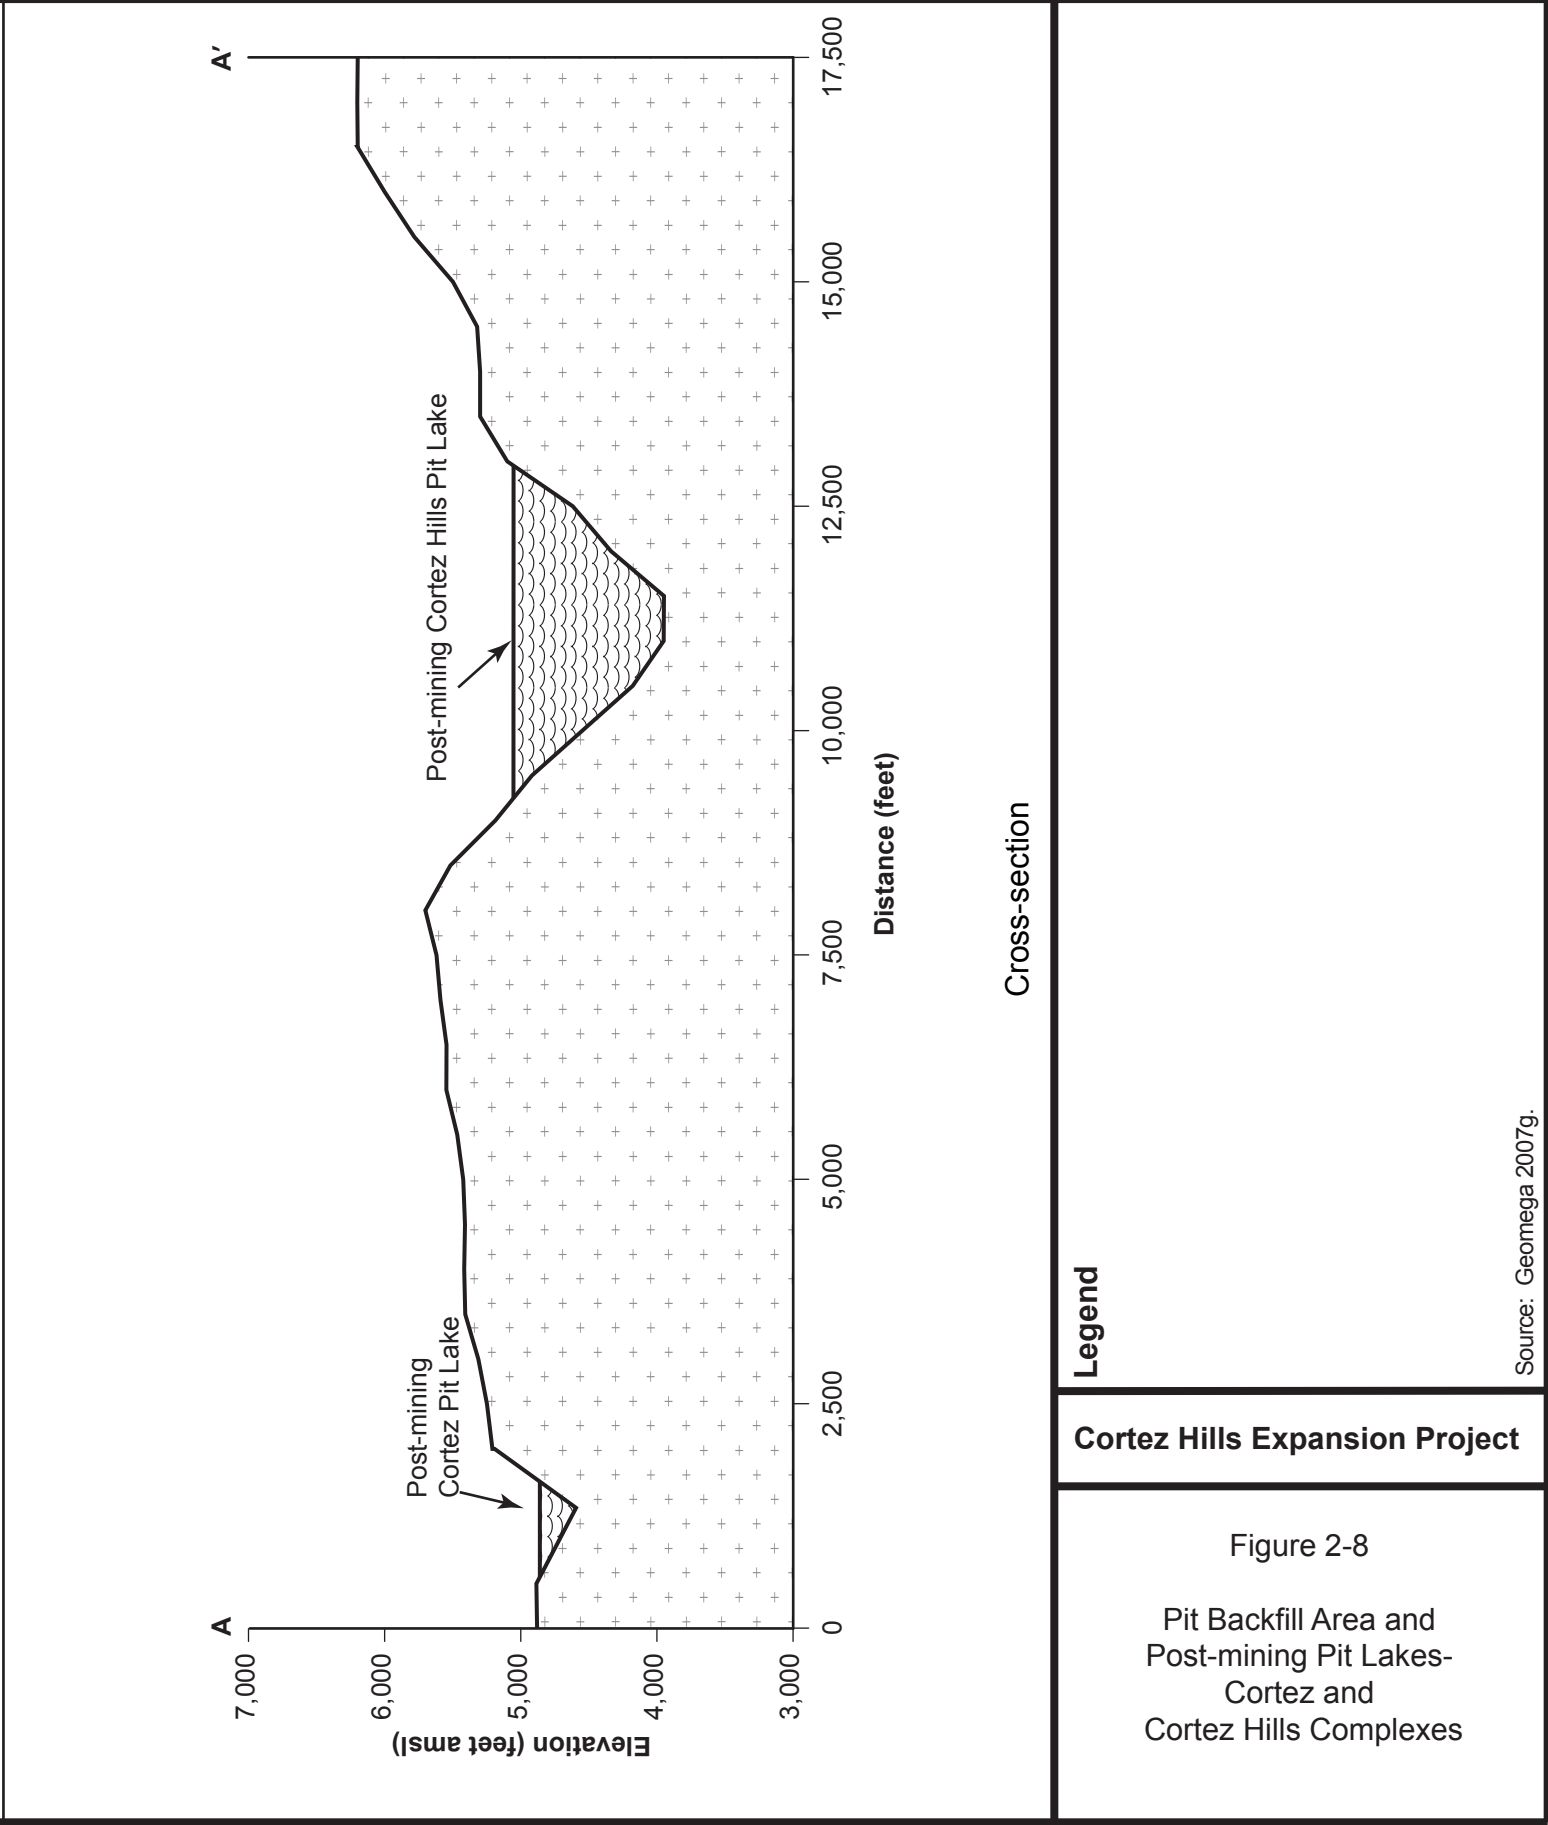 A
A′
Post-mining
Cortez Pit Lake
Post-mining Cortez Hills Pit Lake
Elevation (feet amsl)
7,000
6,000
5,000
4,000
3,000
0
2,500
5,000
7,500
10,000
12,500
15,000
17,500
Distance (feet)
Cross-section
Legend
Source: Geomega 2007g.
Cortez Hills Expansion Project
Figure 2-8
Pit Backfill Area and
Post-mining Pit Lakes-
Cortez and
Cortez Hills Complexes